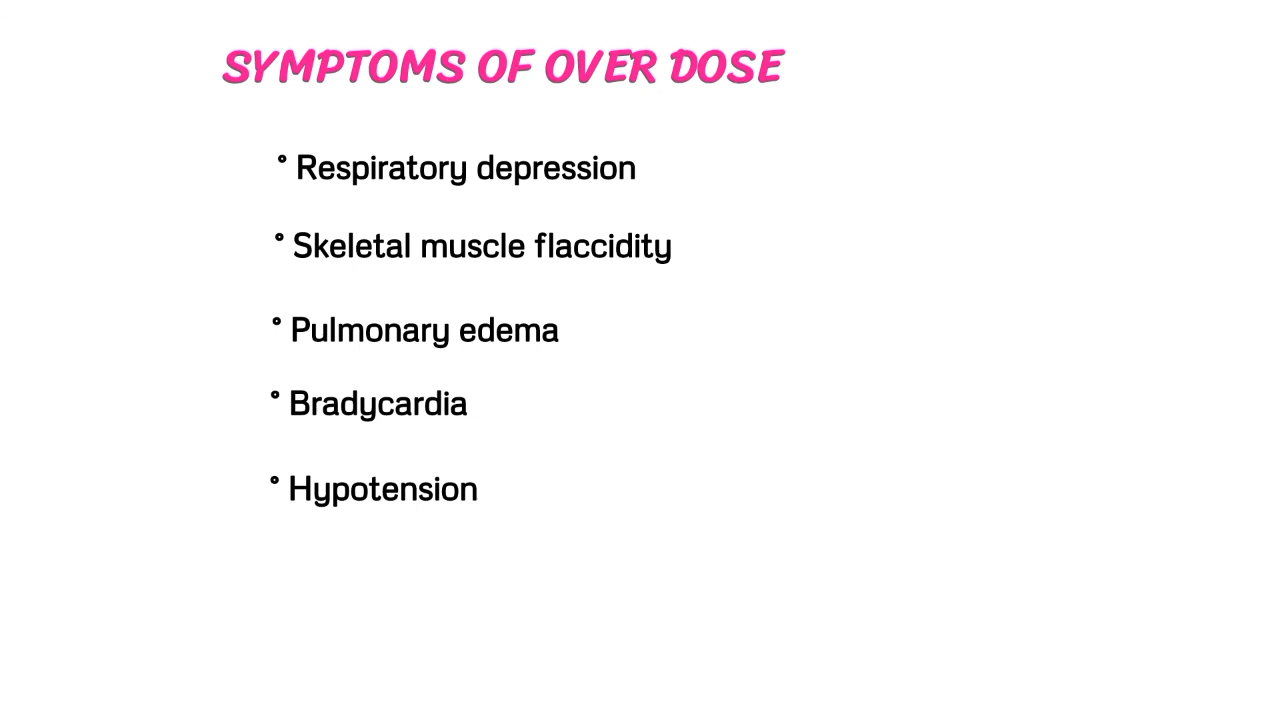 SYMPTOMS OF OVER DOSE
° Respiratory depression
° Skeletal muscle flaccidity
° Pulmonary edema
° Bradycardia
° Hypotension